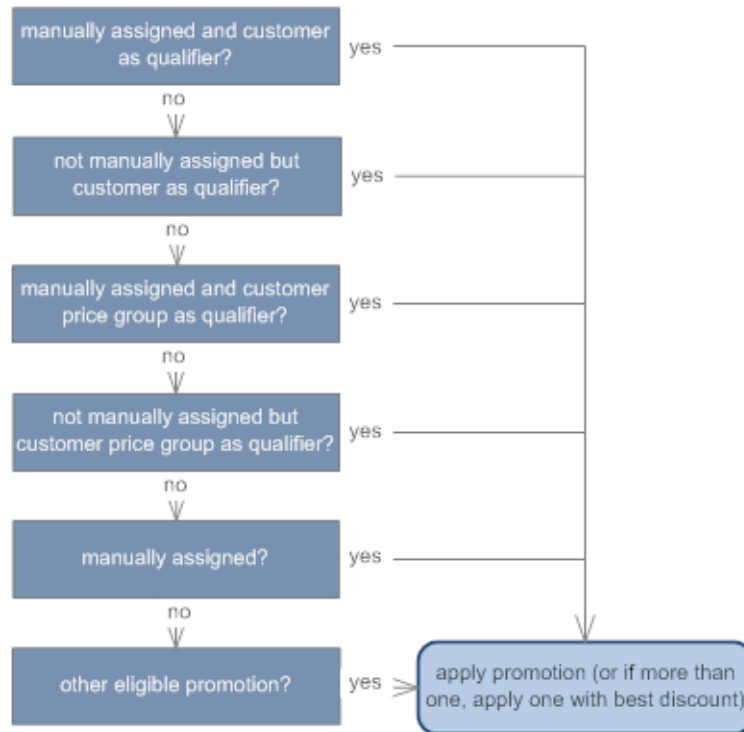 manually assigned and customer
as qualifier?
yes
no
not manually assigned but
customer as qualifier?
yes
no
manually assigned and customer
price group as qualifier?
yes
no
not manually assigned but
customer price group as qualifier?
yes
no
manually assigned?
yes
no
other eligible promotion?
yes
apply promotion (or if more than
one, apply one with best discount)